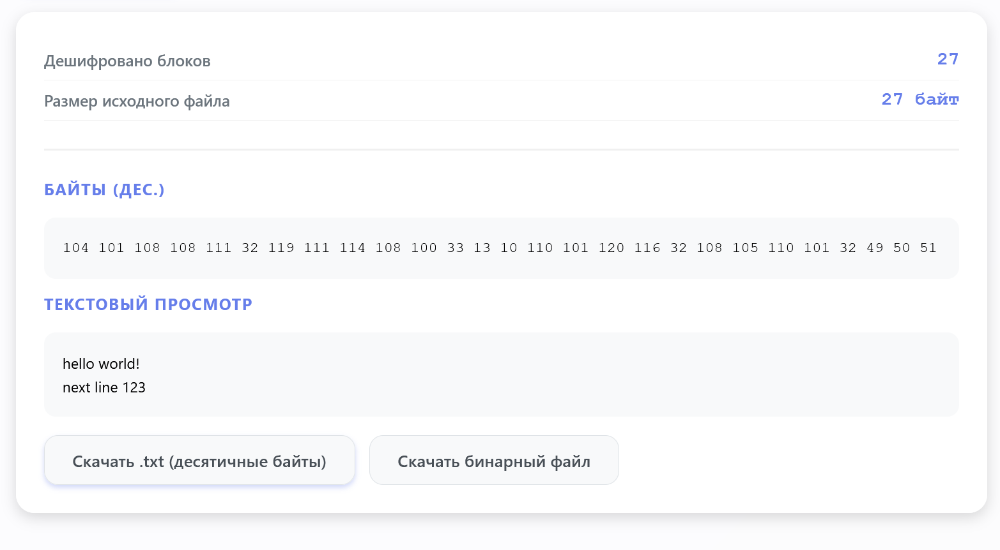 Дешифровано блоков 27
Размер исходного файла 27 байт
БАЙТЫ (ДЕС.)
104 101 108 108 111 32 119 111 114 108 100 33 13 10 110 101 120 116 32 108 105 110 101 32 49 50 51
ТЕКСТОВЫЙ ПРОСМОТР
hello world!
next line 123
Скачать .txt (десятичные байты) Скачать бинарный файл